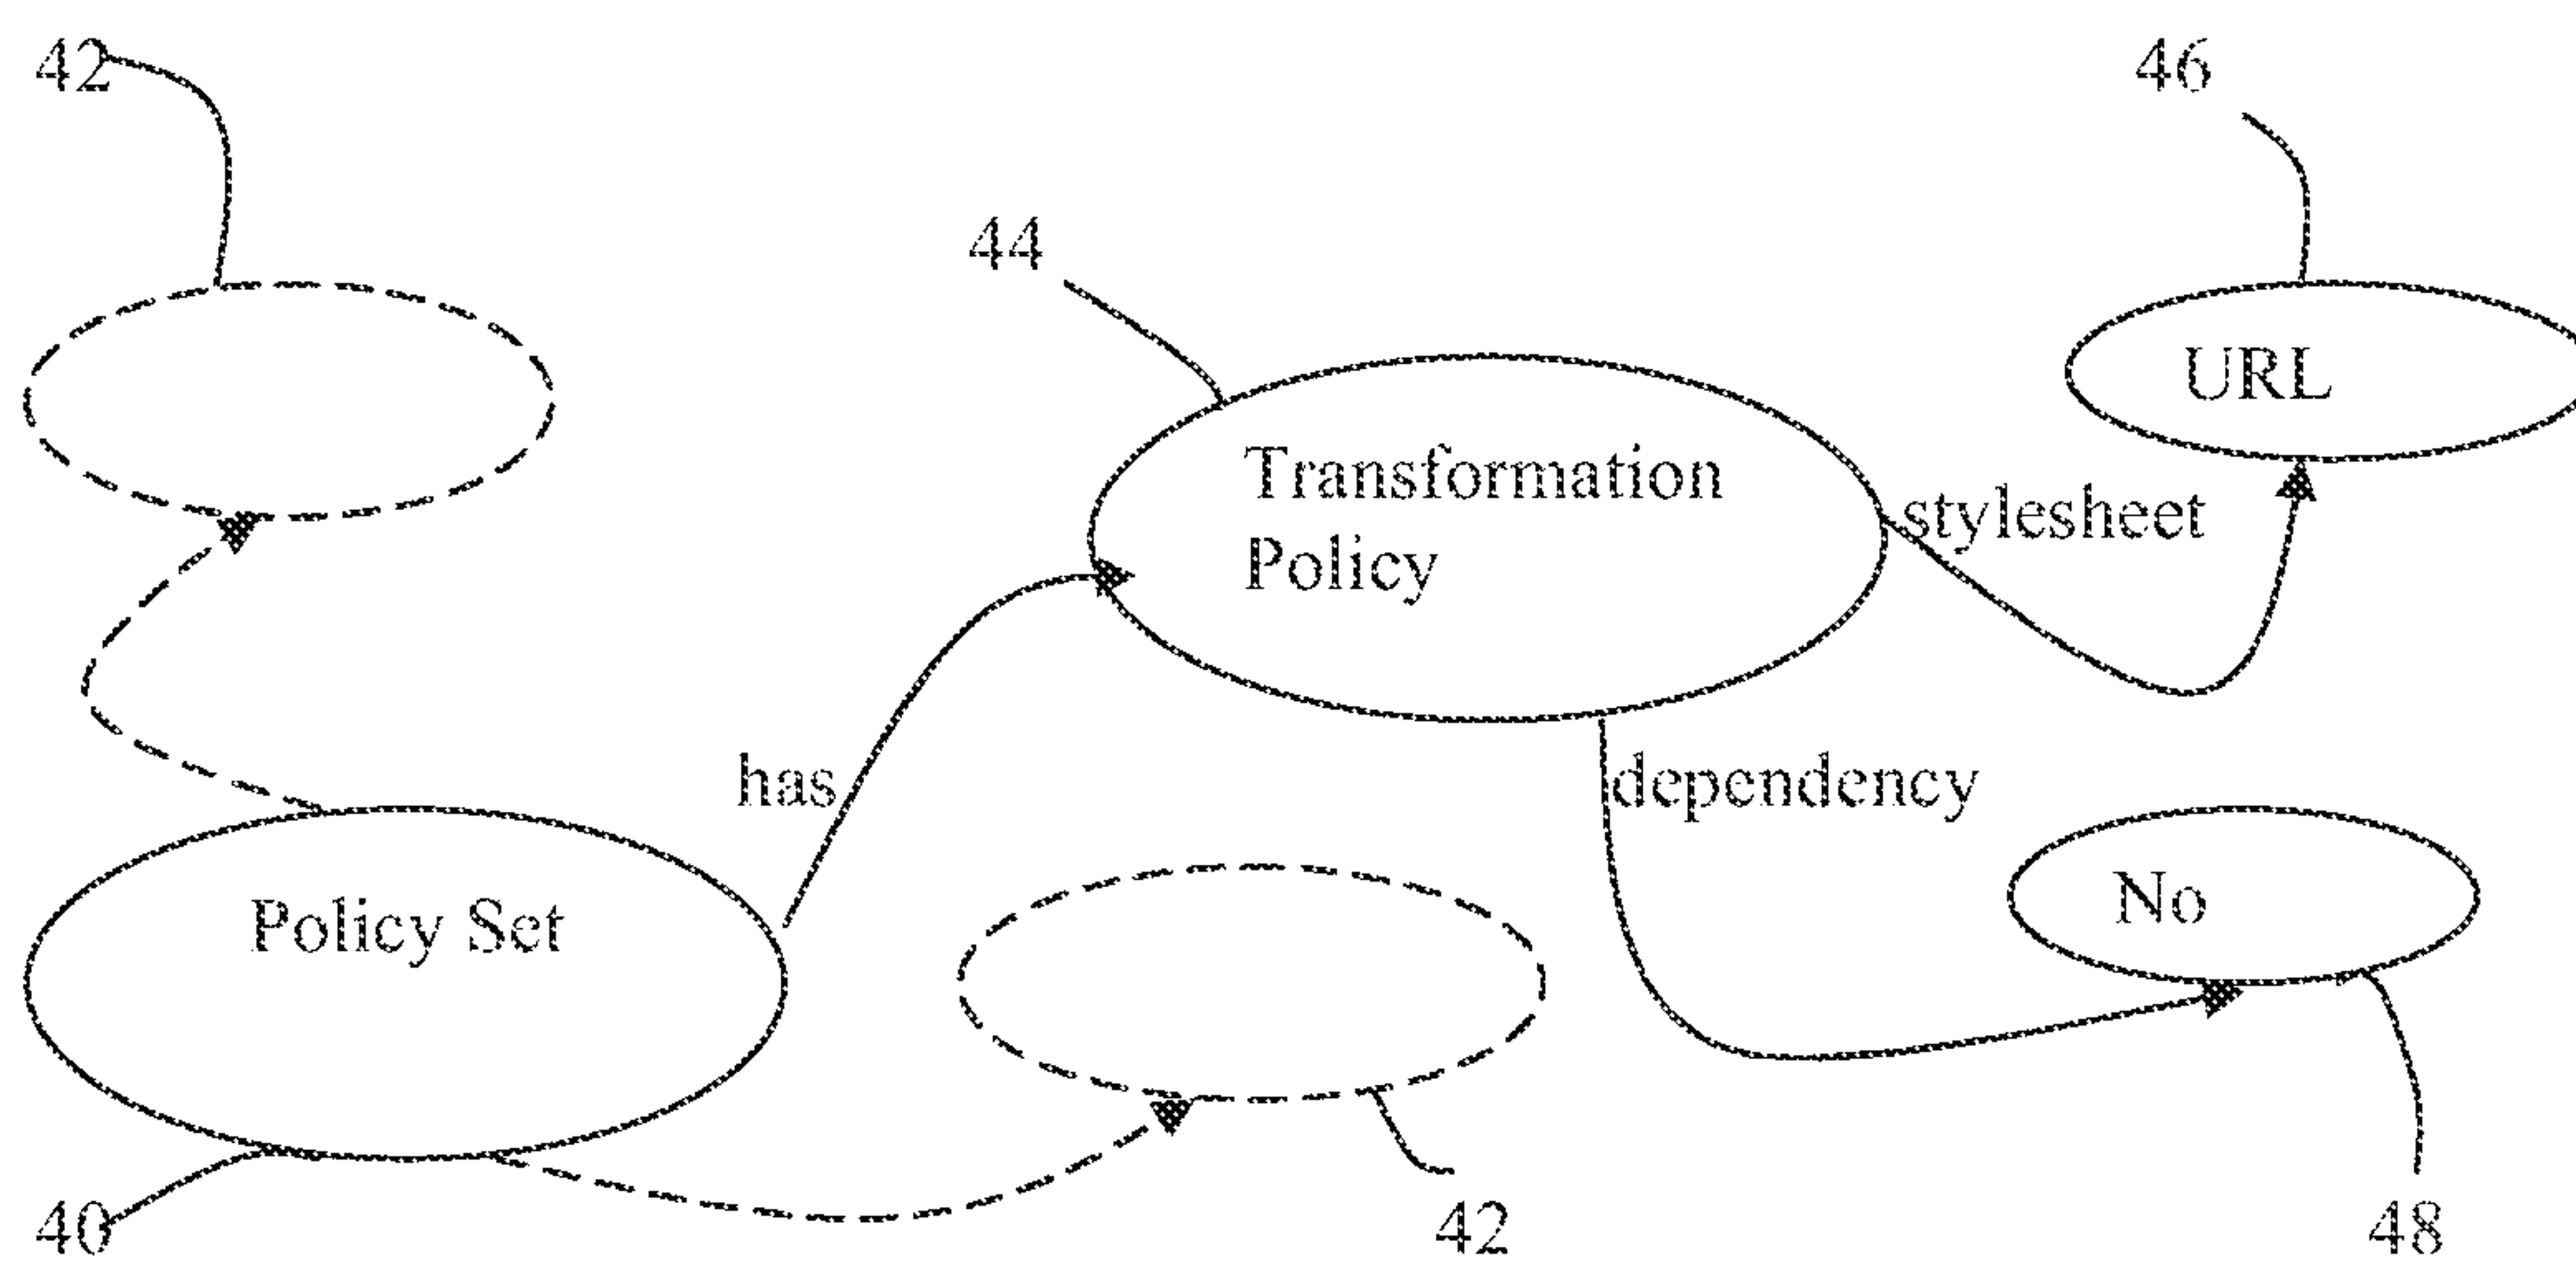 42
46
44
URL
Transformation
Policy
stylesheet
has
dependency
Policy Set
No
40
42
48